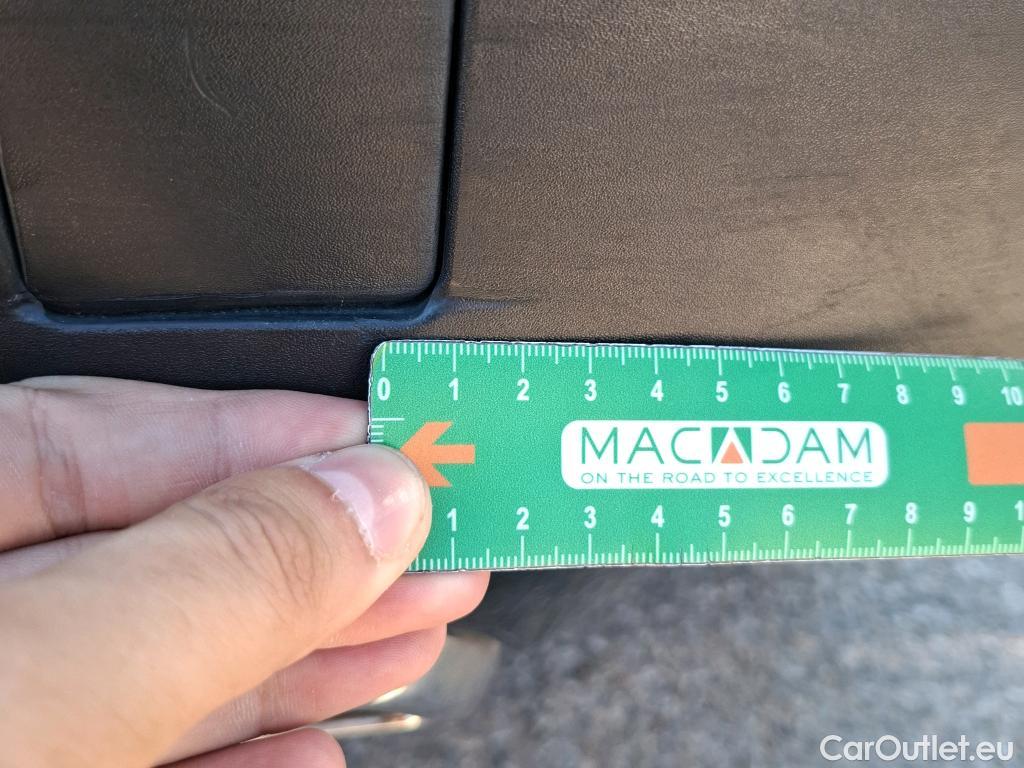 0 1 2 3 4 5 6 7 8 9 10
MACADAM
ON THE ROAD TO EXCELLENCE
1 2 3 4 5 6 7 8 9 1
CarOutlet.eu